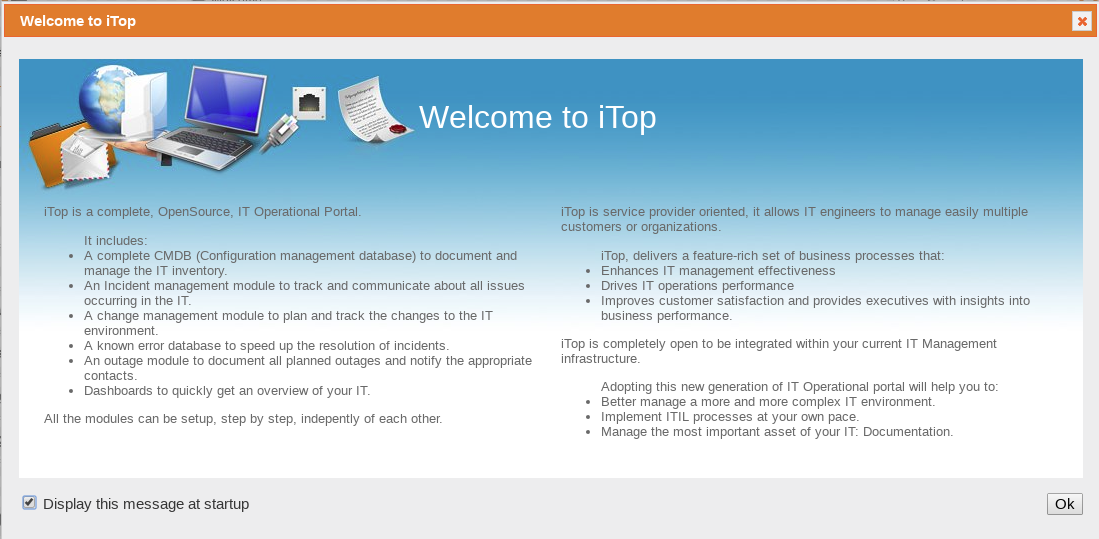 Welcome to iTop
Welcome to iTop
iTop is a complete, OpenSource, IT Operational Portal.
It includes:
A complete CMDB (Configuration management database) to document and
manage the IT inventory.
An Incident management module to track and communicate about all issues
occurring in the IT.
A change management module to plan and track the changes to the IT
environment.
A known error database to speed up the resolution of incidents.
An outage module to document all planned outages and notify the appropriate
contacts.
Dashboards to quickly get an overview of your IT.
All the modules can be setup, step by step, indepently of each other.
iTop is service provider oriented, it allows IT engineers to manage easily multiple
customers or organizations.
iTop, delivers a feature-rich set of business processes that:
Enhances IT management effectiveness
Drives IT operations performance
Improves customer satisfaction and provides executives with insights into
business performance.
iTop is completely open to be integrated within your current IT Management
infrastructure.
Adopting this new generation of IT Operational portal will help you to:
Better manage a more and more complex IT environment.
Implement ITIL processes at your own pace.
Manage the most important asset of your IT: Documentation.
Display this message at startup
Ok